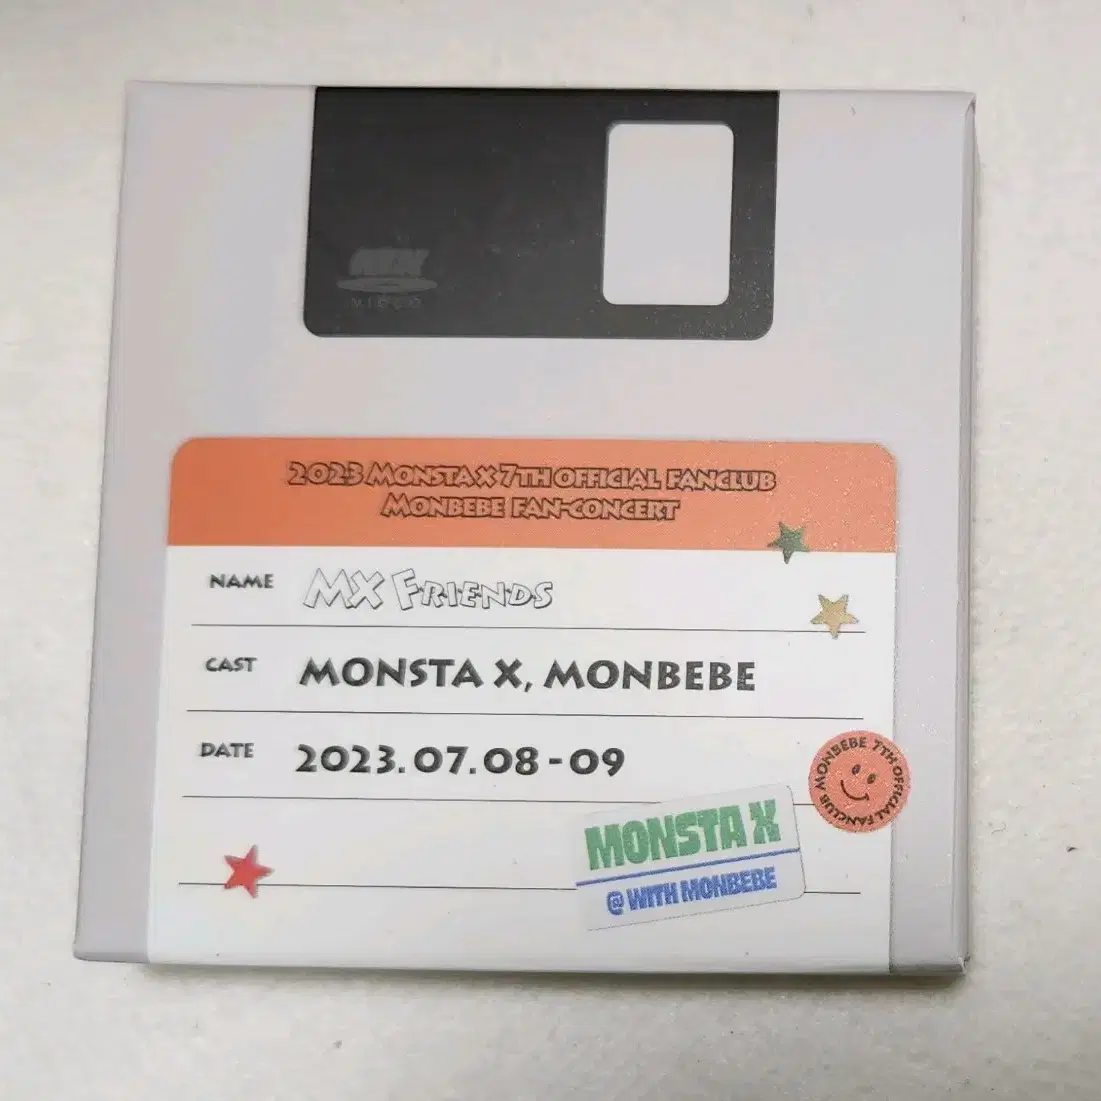 VIDEO
2023 MONSTA X 7TH OFFICIAL FANCLUB
MONBEBE FAN-CONCERT
NAME MX FRIENDS
CAST MONSTA X, MONBEBE
DATE 2023.07.08-09
MONBEBE 7TH OFFICIAL FANCLUB
MONSTA X
@ WITH MONBEBE